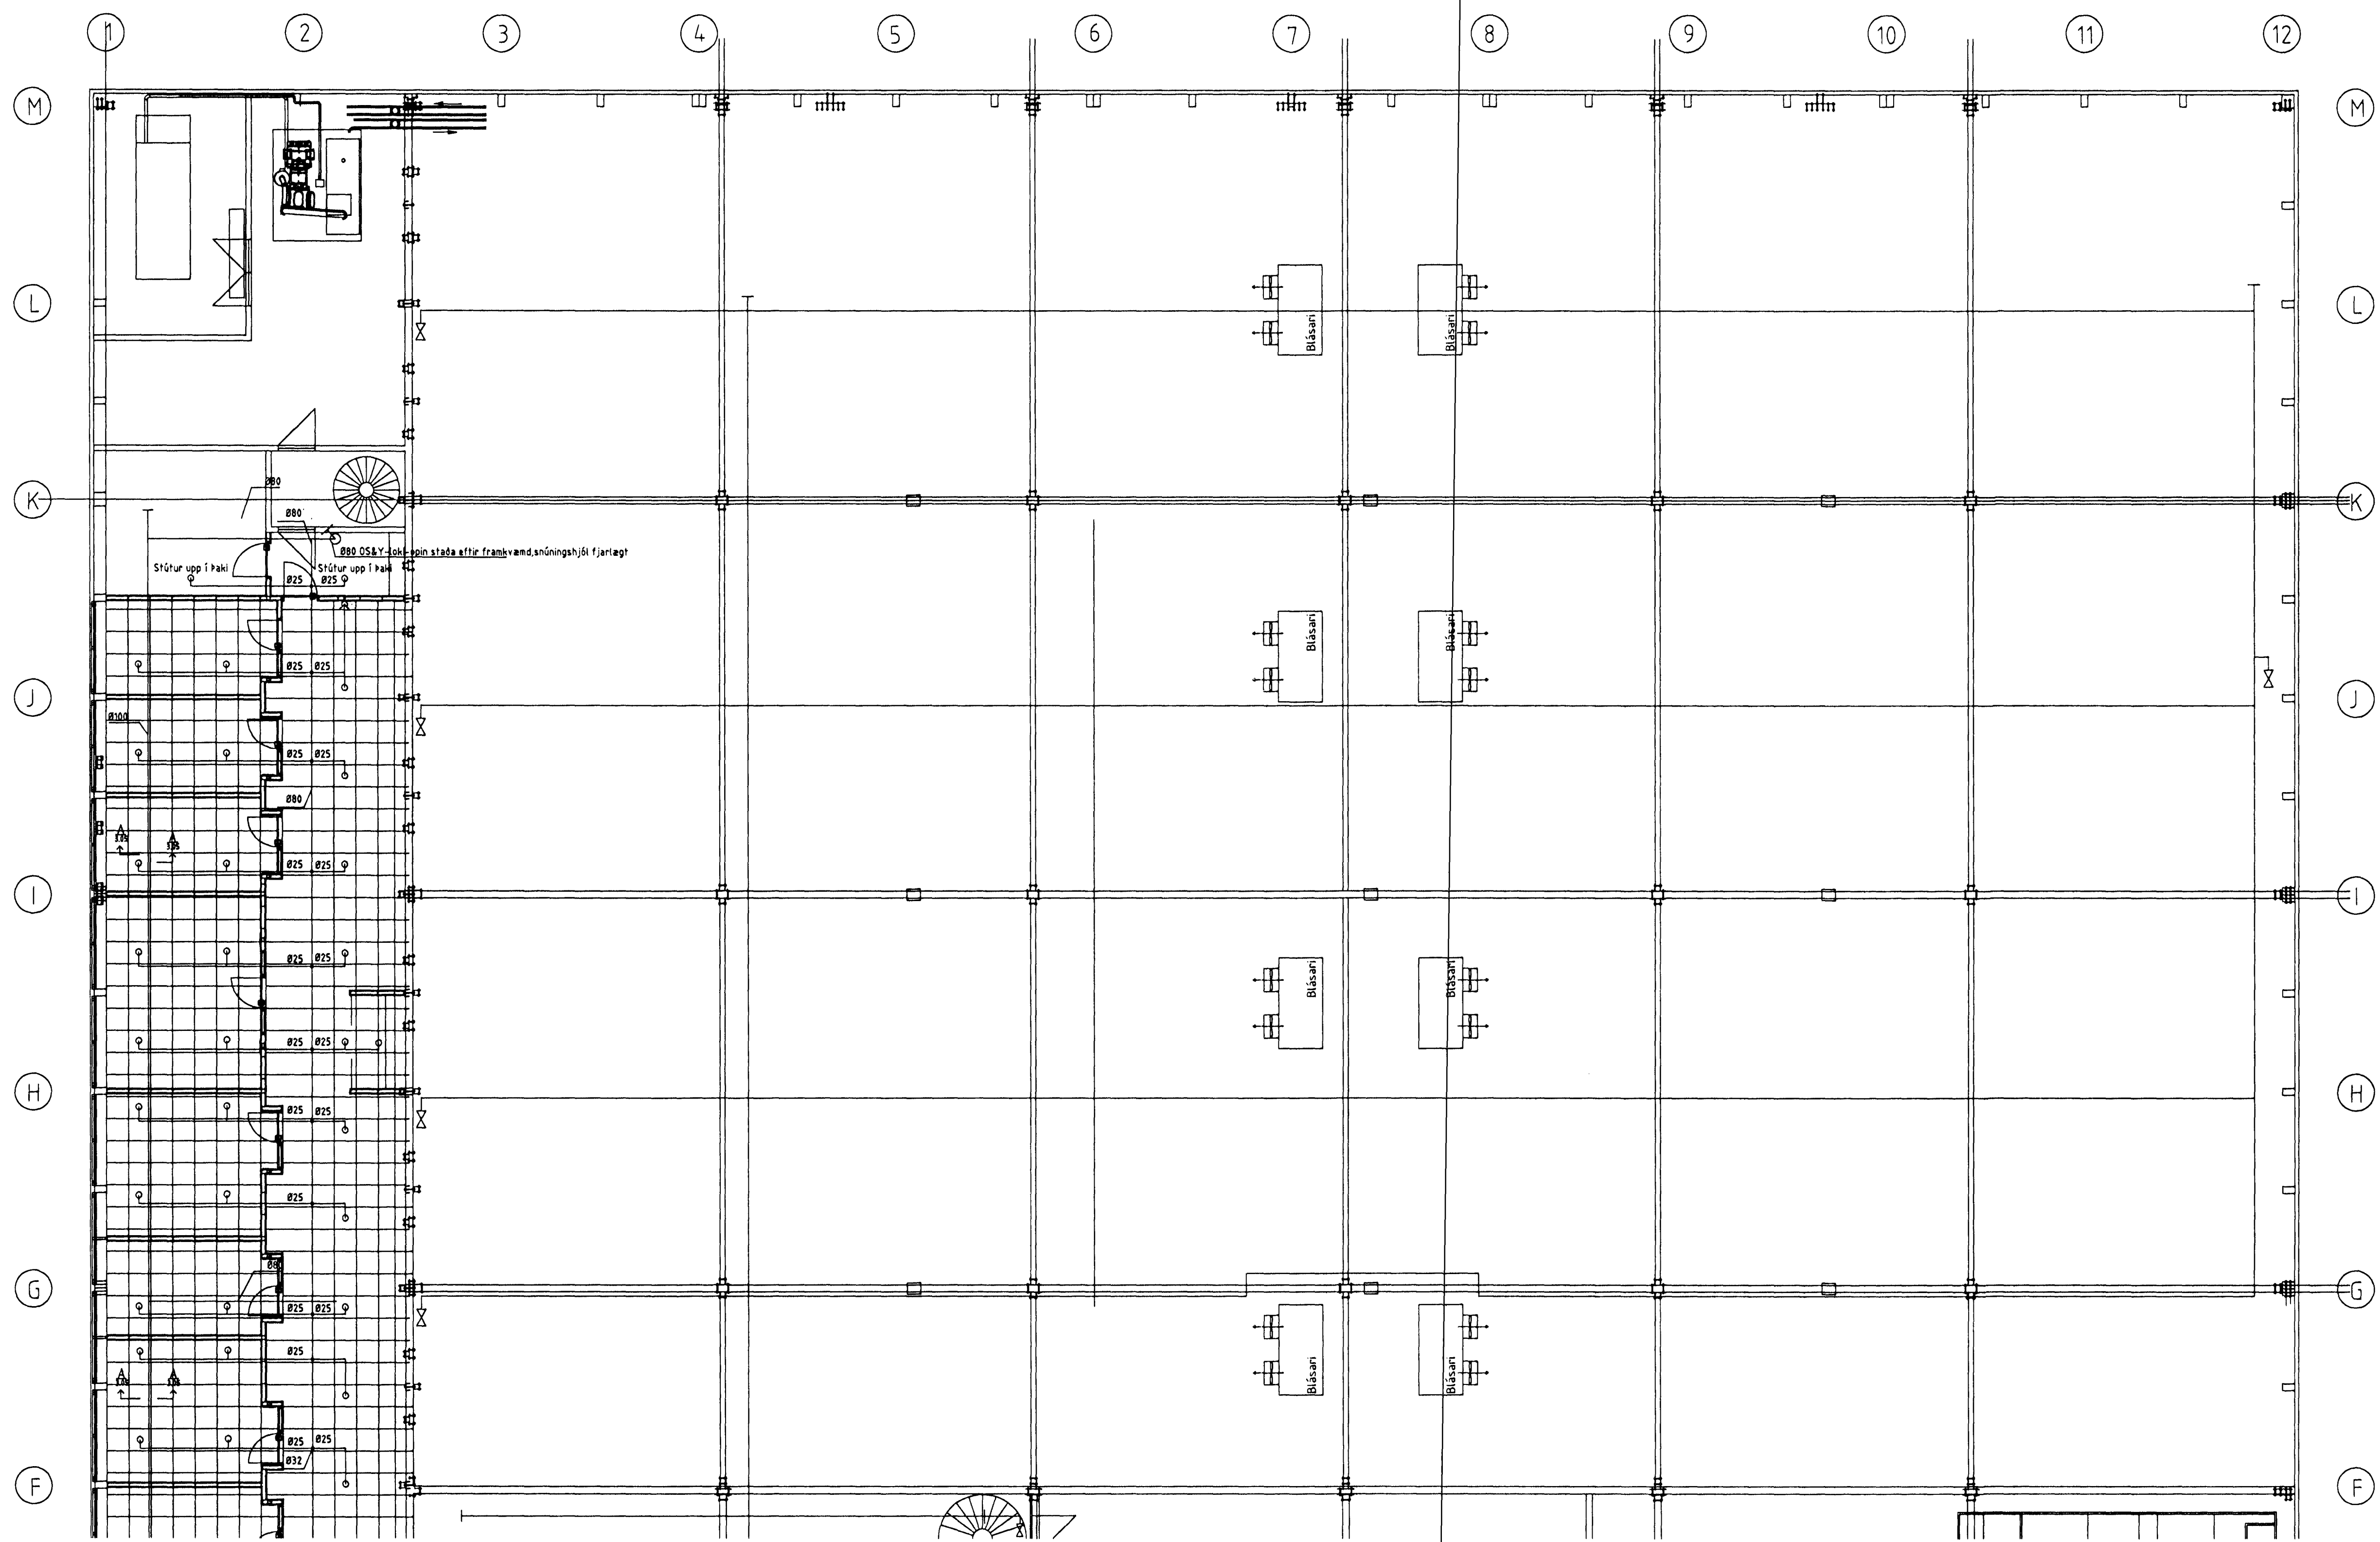 1 2 3 4 5 6 7 8 9 10 11 12
M M
L L
Blásari Blásari
K K
Ø80
Ø80
Ø80 OS&Y-loki-opin staða eftir framkvæmd,snúningshjól fjarlægt
Stútur upp í þaki Stútur upp í þaki
Ø25 Ø25
Blásari Blásari
Ø25 Ø25
J J
Ø100
Ø25 Ø25
Ø80
Ø25 Ø25
I I
Ø25 Ø25
Blásari Blásari
Ø25 Ø25
H H
Ø25 Ø25
Ø25
G G
Ø25 Ø25
Ø25
Blásari Blásari
Ø25 Ø25
Ø32
F F